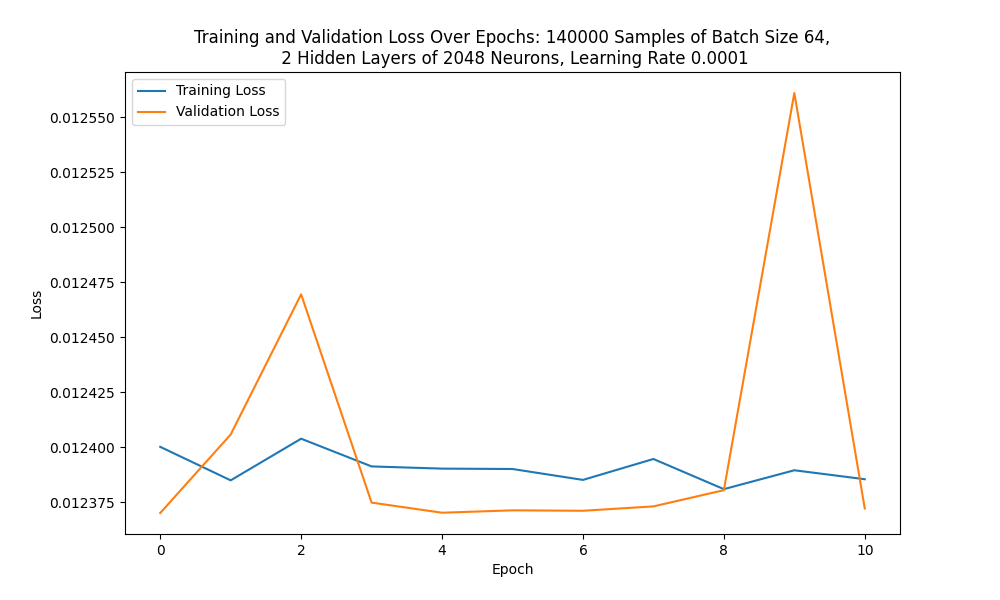 Training and Validation Loss Over Epochs: 140000 Samples of Batch Size 64,
2 Hidden Layers of 2048 Neurons, Learning Rate 0.0001
Training Loss
Validation Loss
0.012550
0.012525
0.012500
0.012475
0.012450
0.012425
0.012400
0.012375
Loss
0 2 4 6 8 10
Epoch